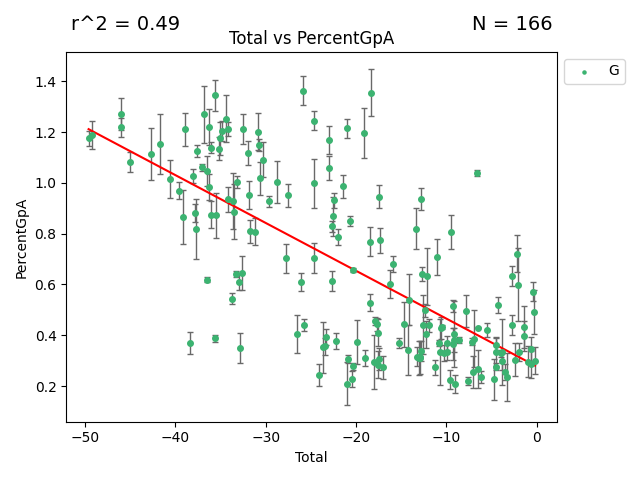 r^2 = 0.49 N = 166
Total vs PercentGpA
G
PercentGpA
1.4
1.2
1.0
0.8
0.6
0.4
0.2
−50 −40 −30 −20 −10 0
Total